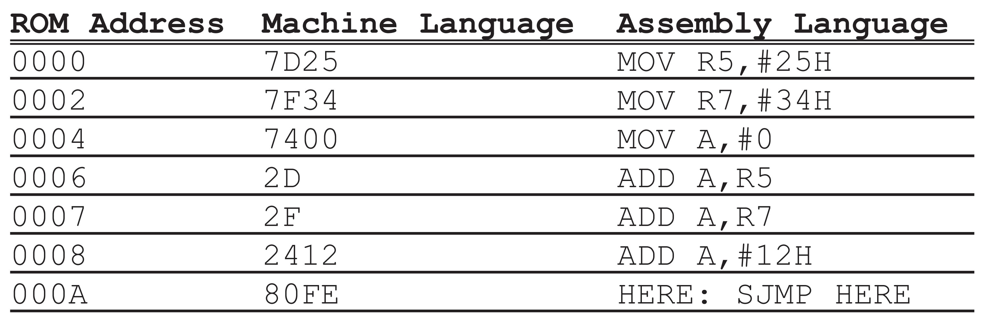 ROM Address Machine Language Assembly Language
0000 7D25 MOV R5,#25H
0002 7F34 MOV R7,#34H
0004 7400 MOV A,#0
0006 2D ADD A,R5
0007 2F ADD A,R7
0008 2412 ADD A,#12H
000A 80FE HERE: SJMP HERE